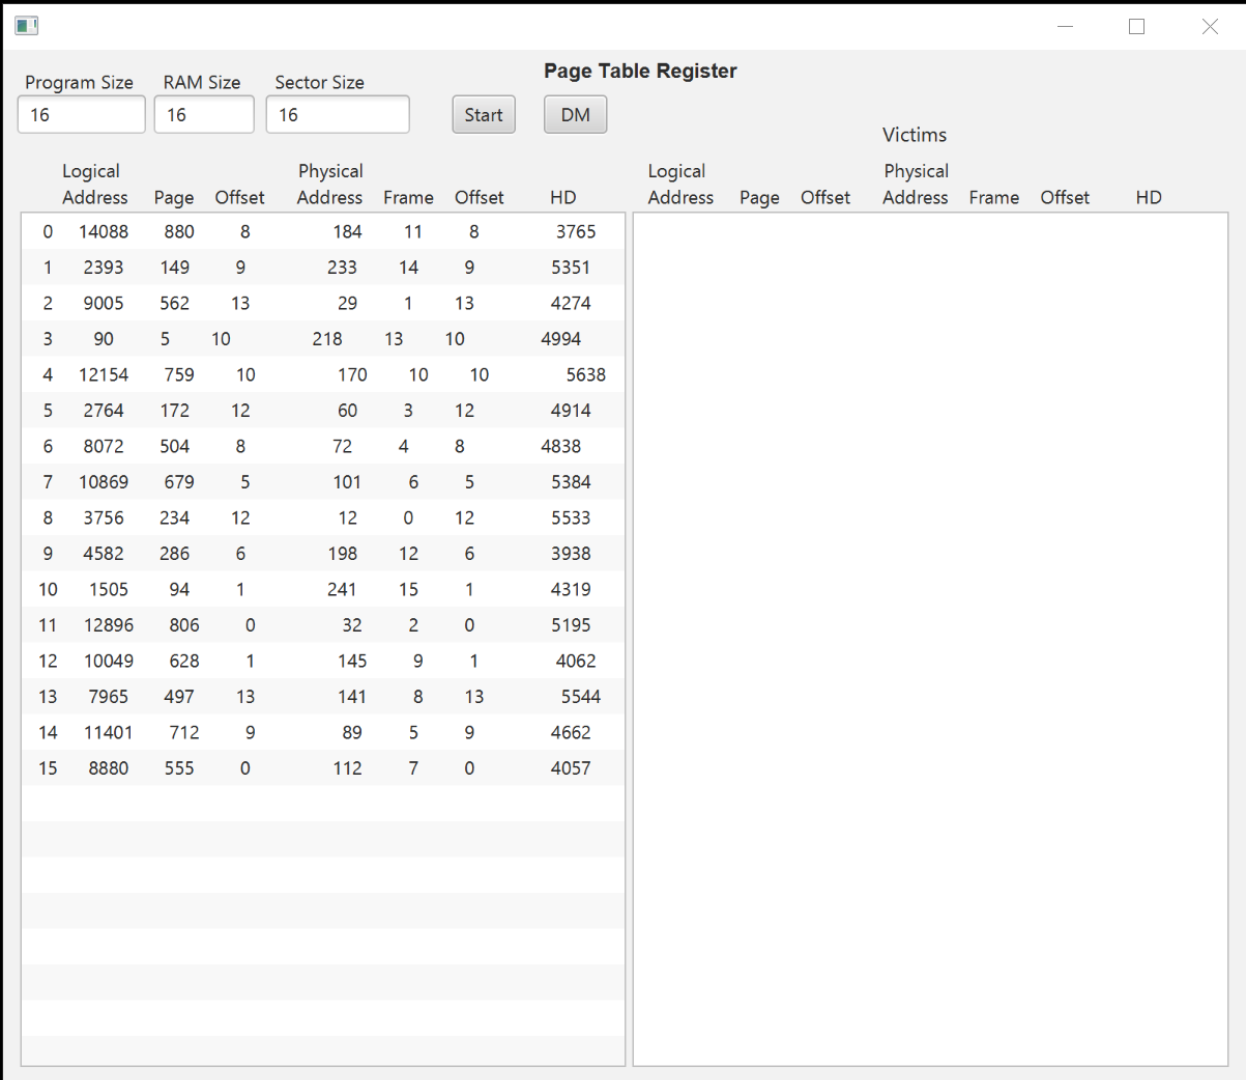 Page Table Register
Program Size RAM Size Sector Size
16 16 16 Start DM
Victims
Logical Physical Logical Physical
Address Page Offset Address Frame Offset HD Address Page Offset Address Frame Offset HD
0 14088 880 8 184 11 8 3765
1 2393 149 9 233 14 9 5351
2 9005 562 13 29 1 13 4274
3 90 5 10 218 13 10 4994
4 12154 759 10 170 10 10 5638
5 2764 172 12 60 3 12 4914
6 8072 504 8 72 4 8 4838
7 10869 679 5 101 6 5 5384
8 3756 234 12 12 0 12 5533
9 4582 286 6 198 12 6 3938
10 1505 94 1 241 15 1 4319
11 12896 806 0 32 2 0 5195
12 10049 628 1 145 9 1 4062
13 7965 497 13 141 8 13 5544
14 11401 712 9 89 5 9 4662
15 8880 555 0 112 7 0 4057